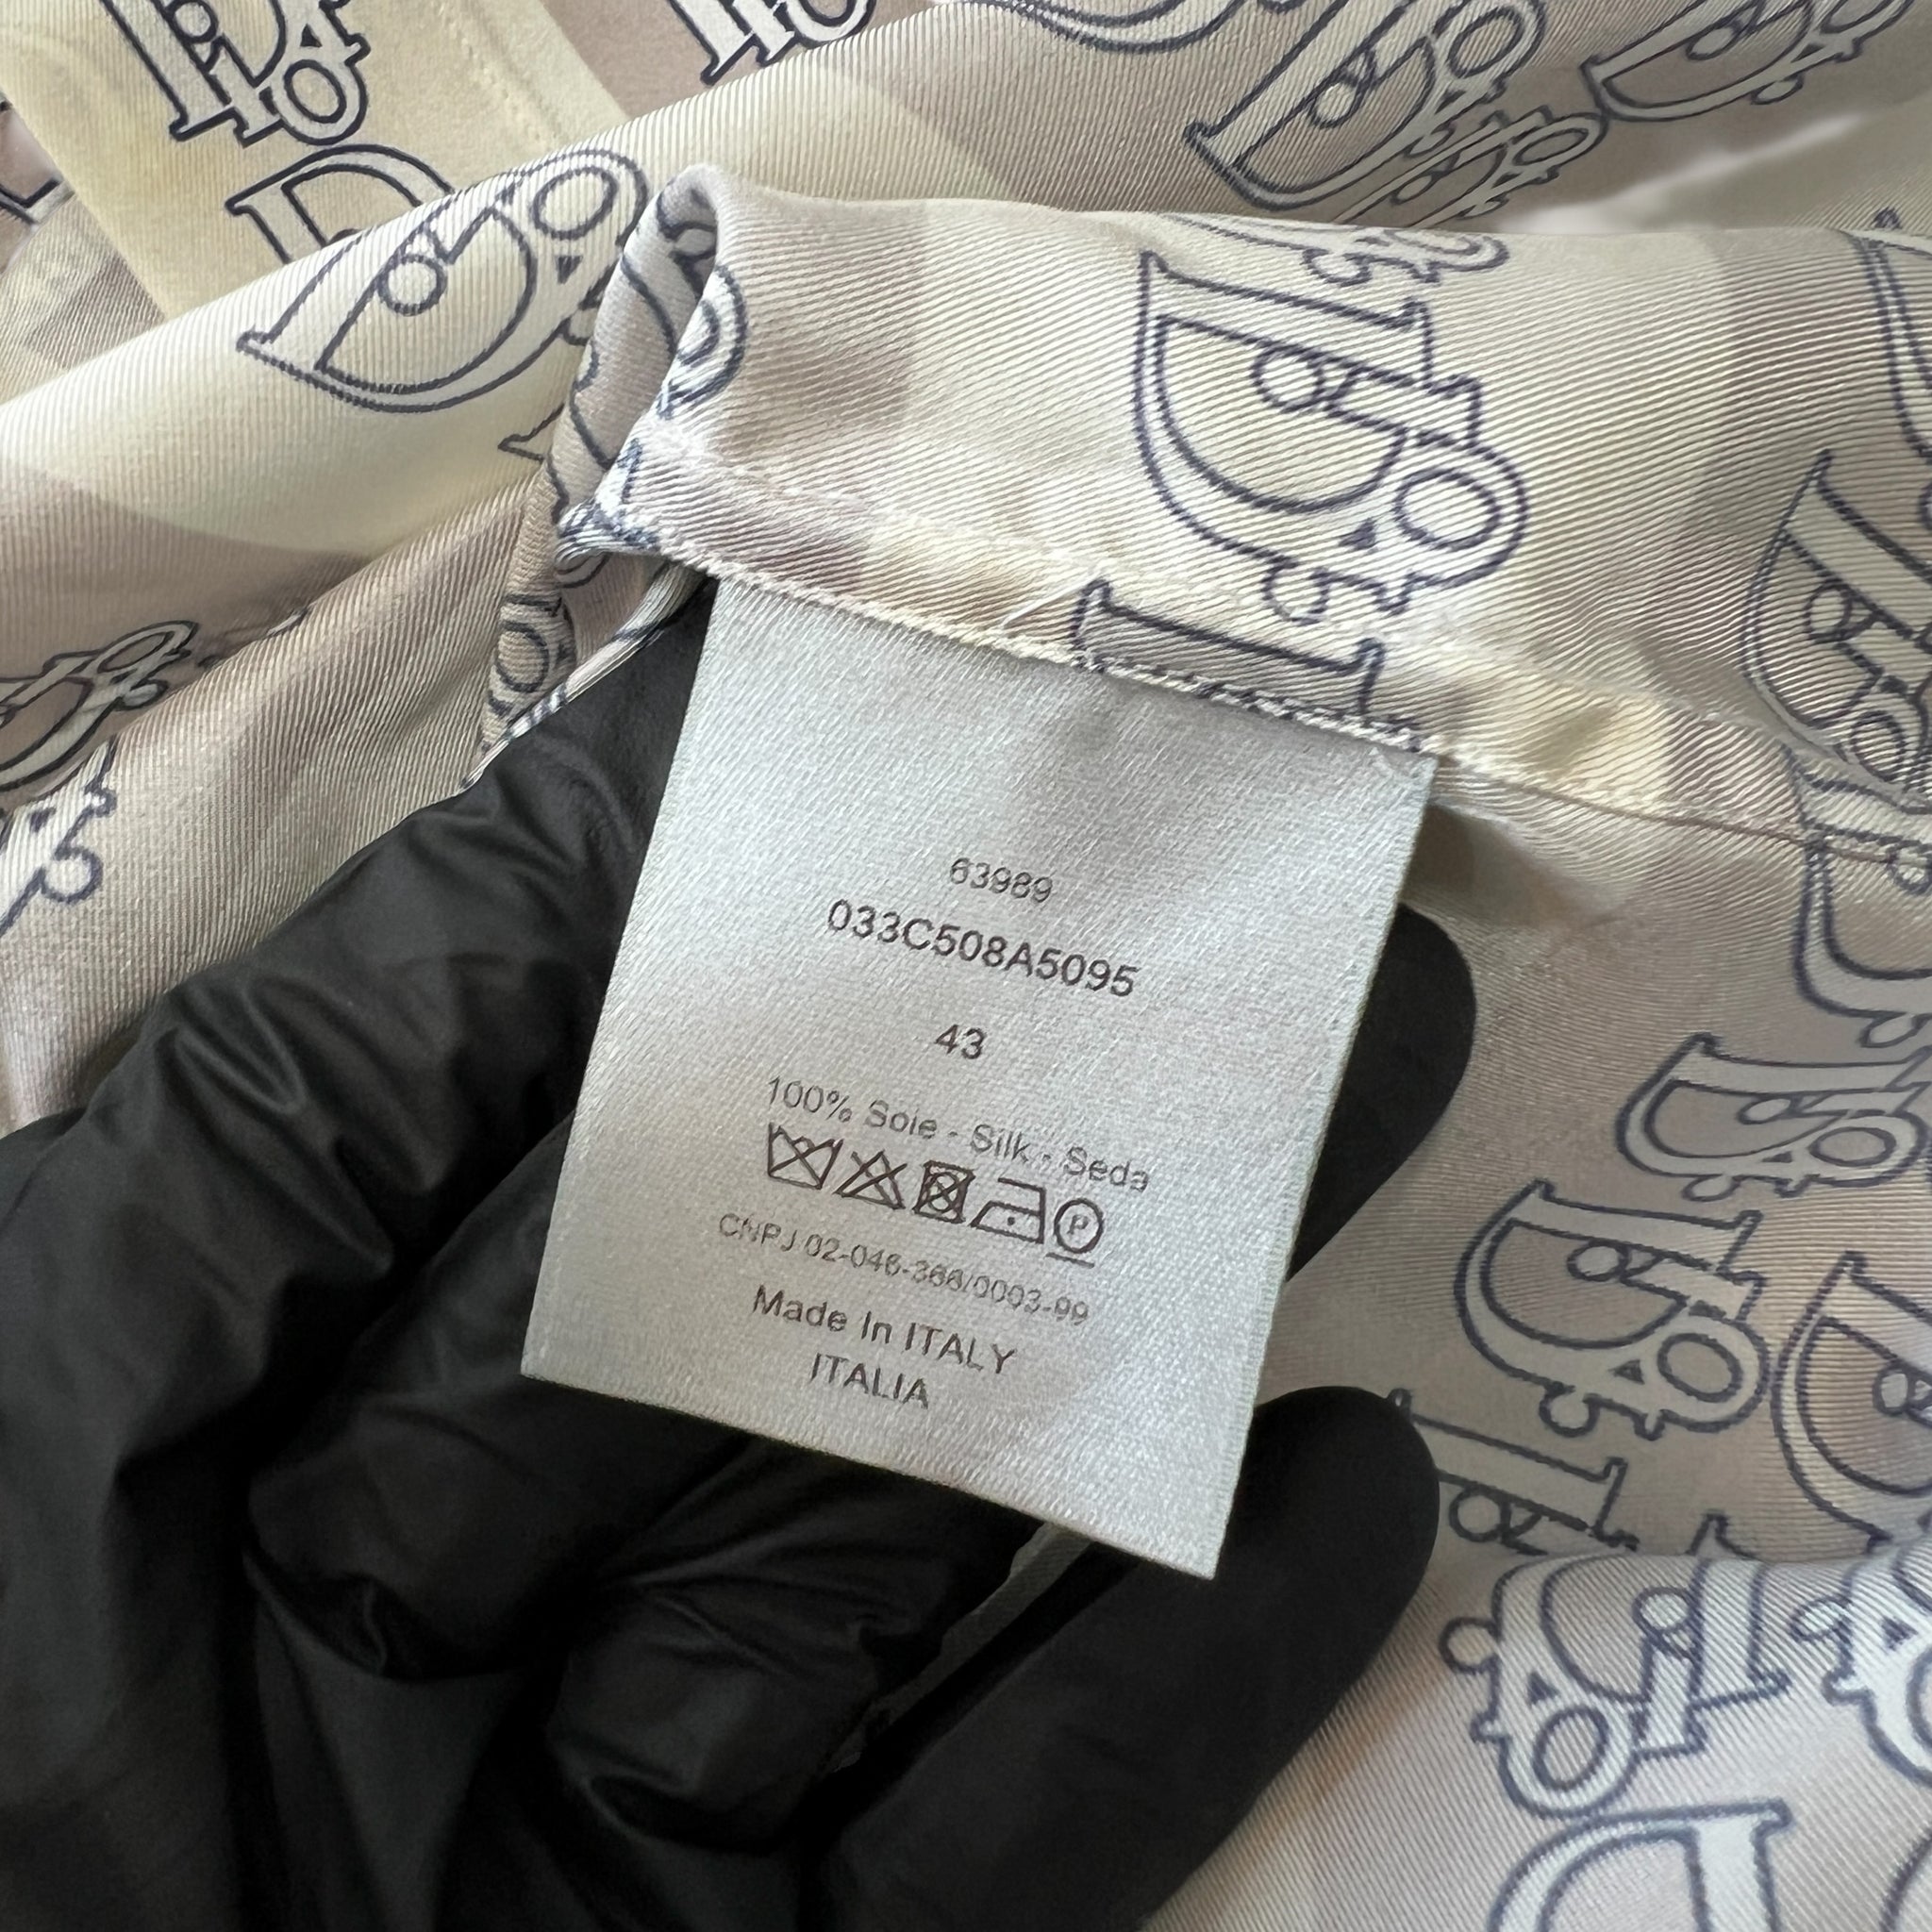 63989
033C508A5095
43
100% Soie - Silk - Seda
P
CNPJ 02-046-366/0003-99
Made In ITALY
ITALIA